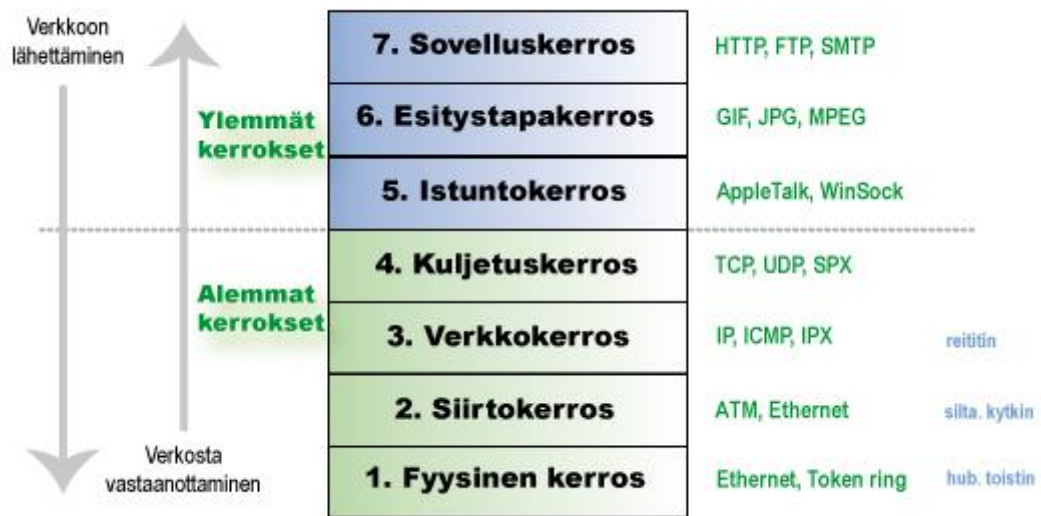 Verkkoon
lähettäminen
7. Sovelluskerros
HTTP, FTP, SMTP
Ylemmät
kerrokset
6. Esitystapakerros
GIF, JPG, MPEG
5. Istuntokerros
AppleTalk, WinSock
4. Kuljetuskerros
TCP, UDP, SPX
Alemmat
kerrokset
3. Verkkokerros
IP, ICMP, IPX
reititin
2. Siirtokerros
ATM, Ethernet
silta. kytkin
Verkosta
vastaanottaminen
1. Fyysinen kerros
Ethernet, Token ring
hub. toistin